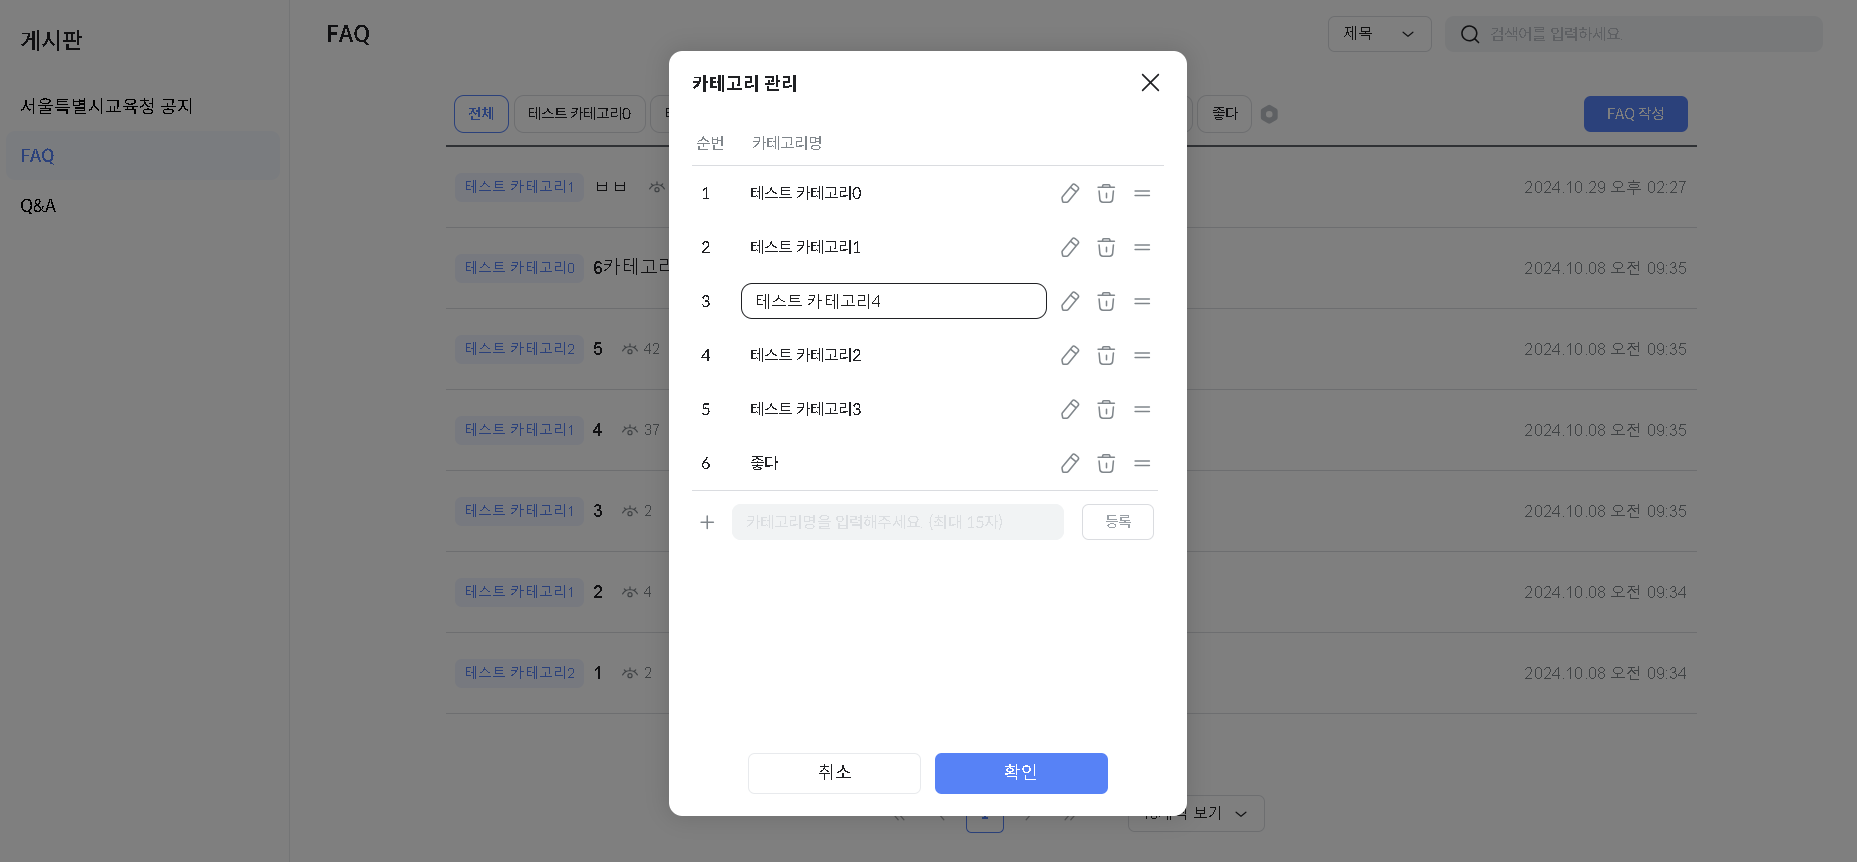 게시판
서울특별시교육청 공지
FAQ
Q&A
FAQ
제목
검색어를 입력하세요.
전체
테스트 카테고리0
좋다
FAQ 작성
테스트 카테고리1 ㅂㅂ
2024.10.29 오후 02:27
테스트 카테고리0 6카테고리
2024.10.08 오전 09:35
테스트 카테고리2 5 42
2024.10.08 오전 09:35
테스트 카테고리1 4 37
2024.10.08 오전 09:35
테스트 카테고리1 3 2
2024.10.08 오전 09:35
테스트 카테고리1 2 4
2024.10.08 오전 09:34
테스트 카테고리2 1 2
2024.10.08 오전 09:34
보기
카테고리 관리
순번 카테고리명
1 테스트 카테고리0
2 테스트 카테고리1
3 테스트 카테고리4
4 테스트 카테고리2
5 테스트 카테고리3
6 좋다
카테고리명을 입력해주세요. (최대 15자)
등록
취소
확인